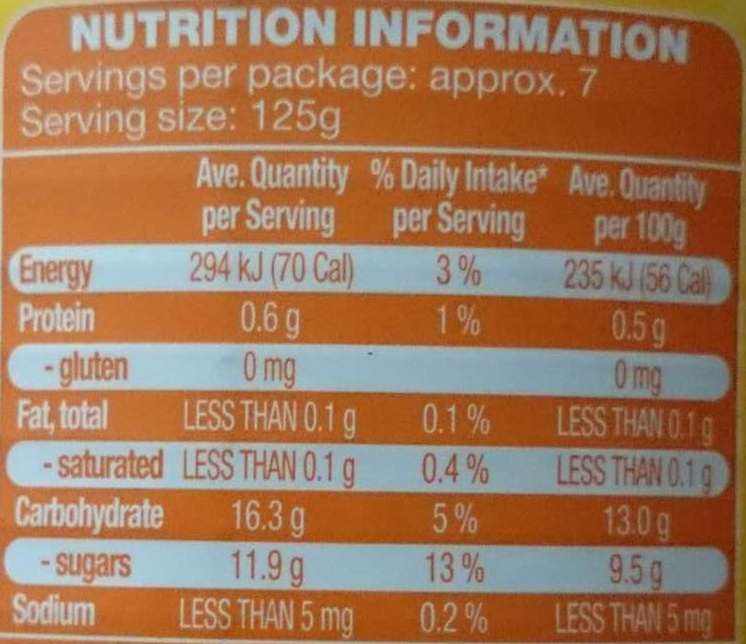 NUTRITION INFORMATION
Servings per package: approx. 7
Serving size: 125g
Ave. Quantity % Daily Intake* Ave. Quantity
per Serving per Serving per 100g
Energy 294 kJ (70 Cal) 3 % 235 kJ (56 Cal)
Protein 0.6 g 1 % 0.5 g
- gluten 0 mg 0 mg
Fat, total LESS THAN 0.1 g 0.1 % LESS THAN 0.1 g
- saturated LESS THAN 0.1 g 0.4 % LESS THAN 0.1 g
Carbohydrate 16.3 g 5 % 13.0 g
- sugars 11.9 g 13 % 9.5 g
Sodium LESS THAN 5 mg 0.2 % LESS THAN 5 mg